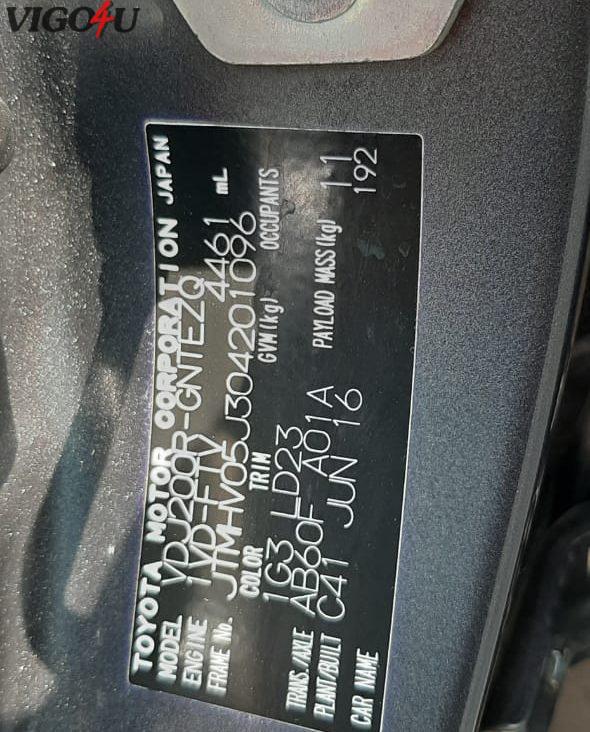 VIGO4U
TOYOTA MOTOR CORPORATION JAPAN
MODEL VDJ200R-GNTEZQ
ENGINE 1VD-FTV 4461 mL
FRAME No. JTMHV05J304201096
COLOR TRIM GVM(kg) OCCUPANTS
1G3 LD23
TRANS./AXLE AB60F A01A PAYLOAD MASS(kg) 11
PLANT/BUILT C41 JUN 16 192
CAR NAME